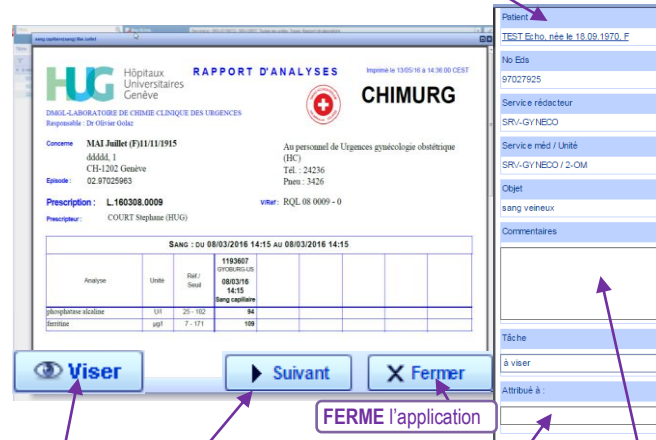 sang capillaire(sang) Mai Juillet
HUG
Hôpitaux
Universitaires
Genève
RAPPORT D'ANALYSES
Imprimé le 13/05/16 à 14:36:00 CEST
CHIMURG
DMGL-LABORATOIRE DE CHIMIE CLINIQUE DES URGENCES
Responsable : Dr Olivier Golaz
Concerne MAI Juillet (F)11/11/1915
ddddd, 1
CH-1202 Genève
Episode : 02.97025963
Au personnel de Urgences gynécologie obstétrique
(HC)
Tél. : 24236
Pneu : 3426
Prescription : L.160308.0009
V/Réf : RQL 08 0009 - 0
Prescripteur : COURT Stephane (HUG)
SANG : DU 08/03/2016 14:15 AU 08/03/2016 14:15
Analyse Unité Réf./ Seuil
1193607
GYOBURG-US
08/03/16
14:15
Sang capillaire
phosphatase alcaline U/l 25 - 102 94
ferritine µg/l 7 - 171 109
Viser
Suivant
Fermer
FERME l'application
Patient
TEST Echo, née le 18.09.1970, F
No Eds
97027925
Service rédacteur
SRV-GYNECO
Service méd / Unité
SRV-GYNECO / 2-OM
Objet
sang veineux
Commentaires
Tâche
à viser
Attribué à :